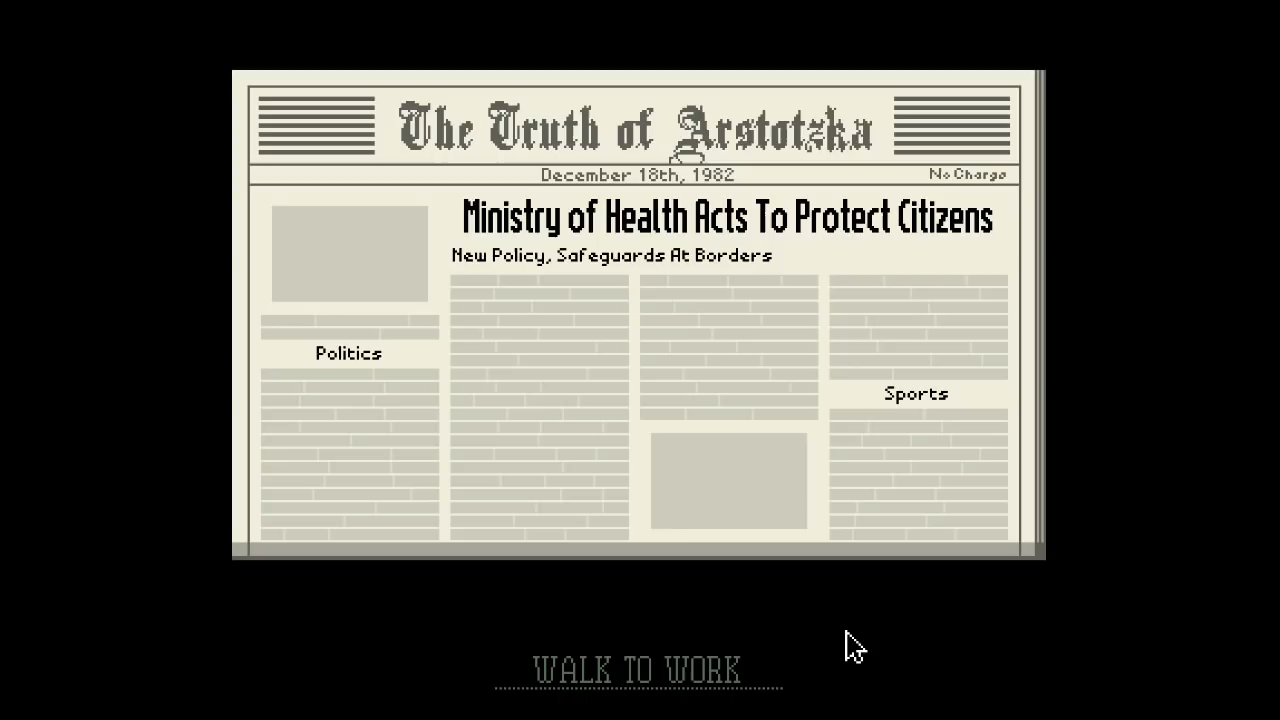 The Truth of Arstotzka
December 18th, 1982
No Charge
Ministry of Health Acts To Protect Citizens
New Policy, Safeguards At Borders
Politics
Sports
WALK TO WORK